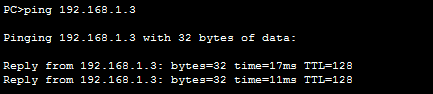 PC>ping 192.168.1.3
Pinging 192.168.1.3 with 32 bytes of data:
Reply from 192.168.1.3: bytes=32 time=17ms TTL=128
Reply from 192.168.1.3: bytes=32 time=11ms TTL=128